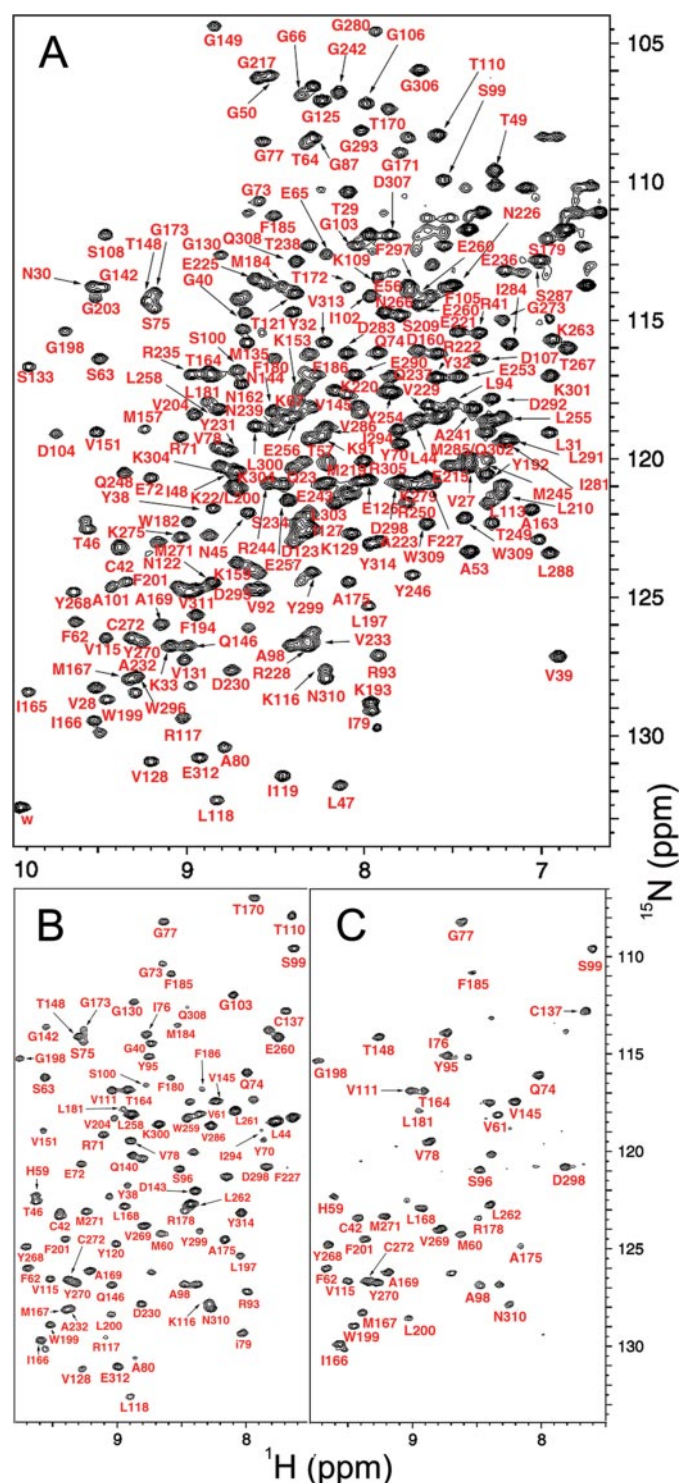 A
G149 G66 G280 G106
G217 G242 G306 T110
G50 G125 T170 S99
G77 T64 G87 G293 G171 T49
G73 E65 T29 D307
S108 G130 F185 G103 N226
G173 Q308 T238 F297 E260 S179
T148 E225 M184 K109 E236
N30 G142 T172 E56 I284
G203 G40 V313 N266 F105 S287
S75 T121 Y32 I102 E260 R41 G273
G198 S100 K153 D283 S209 E221 K263
R235 M135 Q74 D160 R222 D107
S133 S63 T164 F180 E186 E290 Y32 E253 T267
L258 N144 K220 Q237 L94 K301
L181 N162 K67 V145 V229 D292
M157 V204 N239 V286 Y254 A241 L255
Y231 E256 T57 I294 M285/Q302 L31
D104 V151 R71 V78 L300 K91 Y70 L44 Y192 L291
K304 K304 Q23 M219 R305 E215 I281
Q248 E72 I48 E243 K279 V27 M245
Y38 K22/L200 L303 E126 R250 L113 L210
W182 S234 I127 D298 F227 T249 A163
T46 K275 N45 R244 D123 K129 A223 W309 W309
M271 E257 Y314 A53 L288
C42 N122 K159
F201 D295 Y299 A175 Y246
Y268 A101 A169 V311 V92 L197
F62 C272 F194 Q146 V233
V115 Y270 A98 R93 V39
A232 K33 V131 R228
M167 D230 K116 N310 K193
I165 V28 W296 I79
I166 W199 R117
A80
V128 E312 I119 L47
L118
w
10 9 8 7
105
110
115
120
125
130
15N (ppm)
B
T170
G77 T110
G73 S99
F185
T148 G173 G130 I76 Q308 G103 C137
G142 M184
G198 S75 G40 F186 E260
Y95
S63 S100 F180 V145 Q74
V111 T164
L181 V61
V204 L258 W259 L261
V151 K300 V286 L44
R71 V78 I294 Y70
H59 E72 Q140 S96
D143 D298 F227
T46 Y38 L262
C42 M271 L168 R178 Y314
F201 C272 V269 M60
Y268 Y120 Y299 A175
F62 A169 L197
V115 Y270 Q146 A98 R93
M167 D230
A232 L200 K116 N310
W199 R117 i79
I166 A80
V128 E312
L118
9 8
C
G77
S99
F185
C137
T148 I76
G198 Y95
V111 Q74
T164 V145
L181 V61
V78
S96 D298
H59
L168 L262
C42 M271 R178
F201 V269 M60
Y268 C272 A175
F62 A169
V115 Y270 A98
M167 N310
W199 L200
I166
9 8
110
115
120
125
130
1H (ppm)